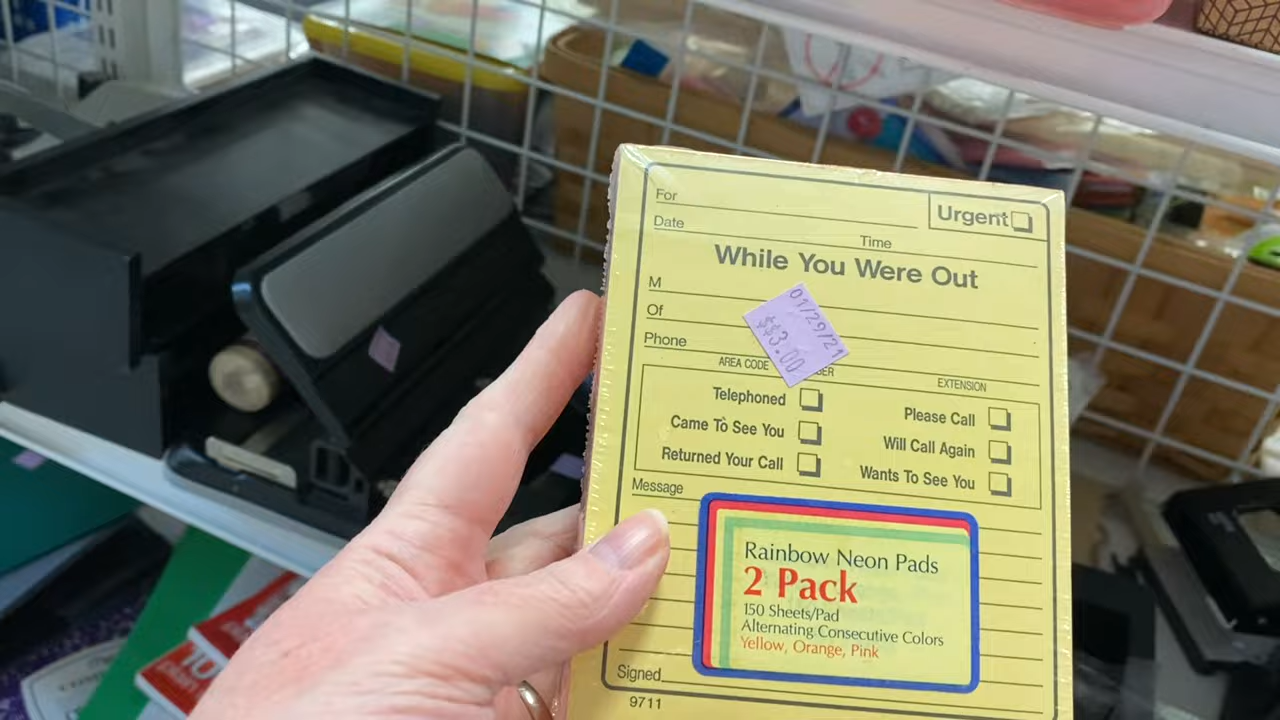 For
Urgent
Date
Time
While You Were Out
M
Of
Phone
01/29/21
$$3.00
AREA CODE
EXTENSION
Telephoned
Please Call
Came To See You
Will Call Again
Returned Your Call
Wants To See You
Message
Rainbow Neon Pads
2 Pack
150 Sheets/Pad
Alternating Consecutive Colors
Yellow, Orange, Pink
Signed
9711